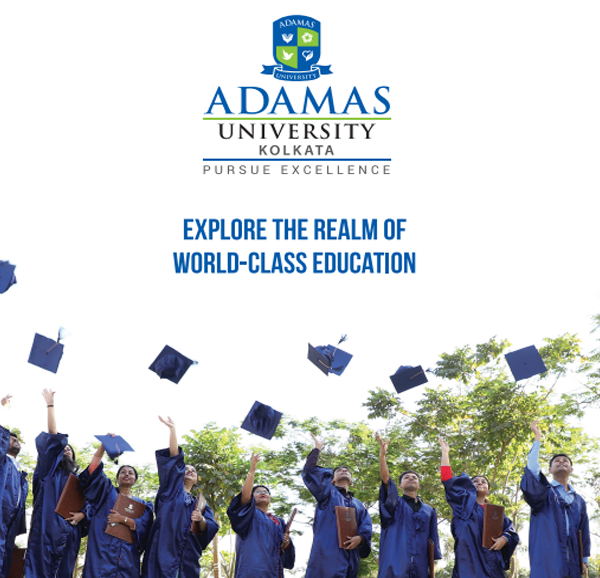 ADAMAS
UNIVERSITY
ADAMAS
UNIVERSITY
KOLKATA
PURSUE EXCELLENCE
EXPLORE THE REALM OF
WORLD-CLASS EDUCATION